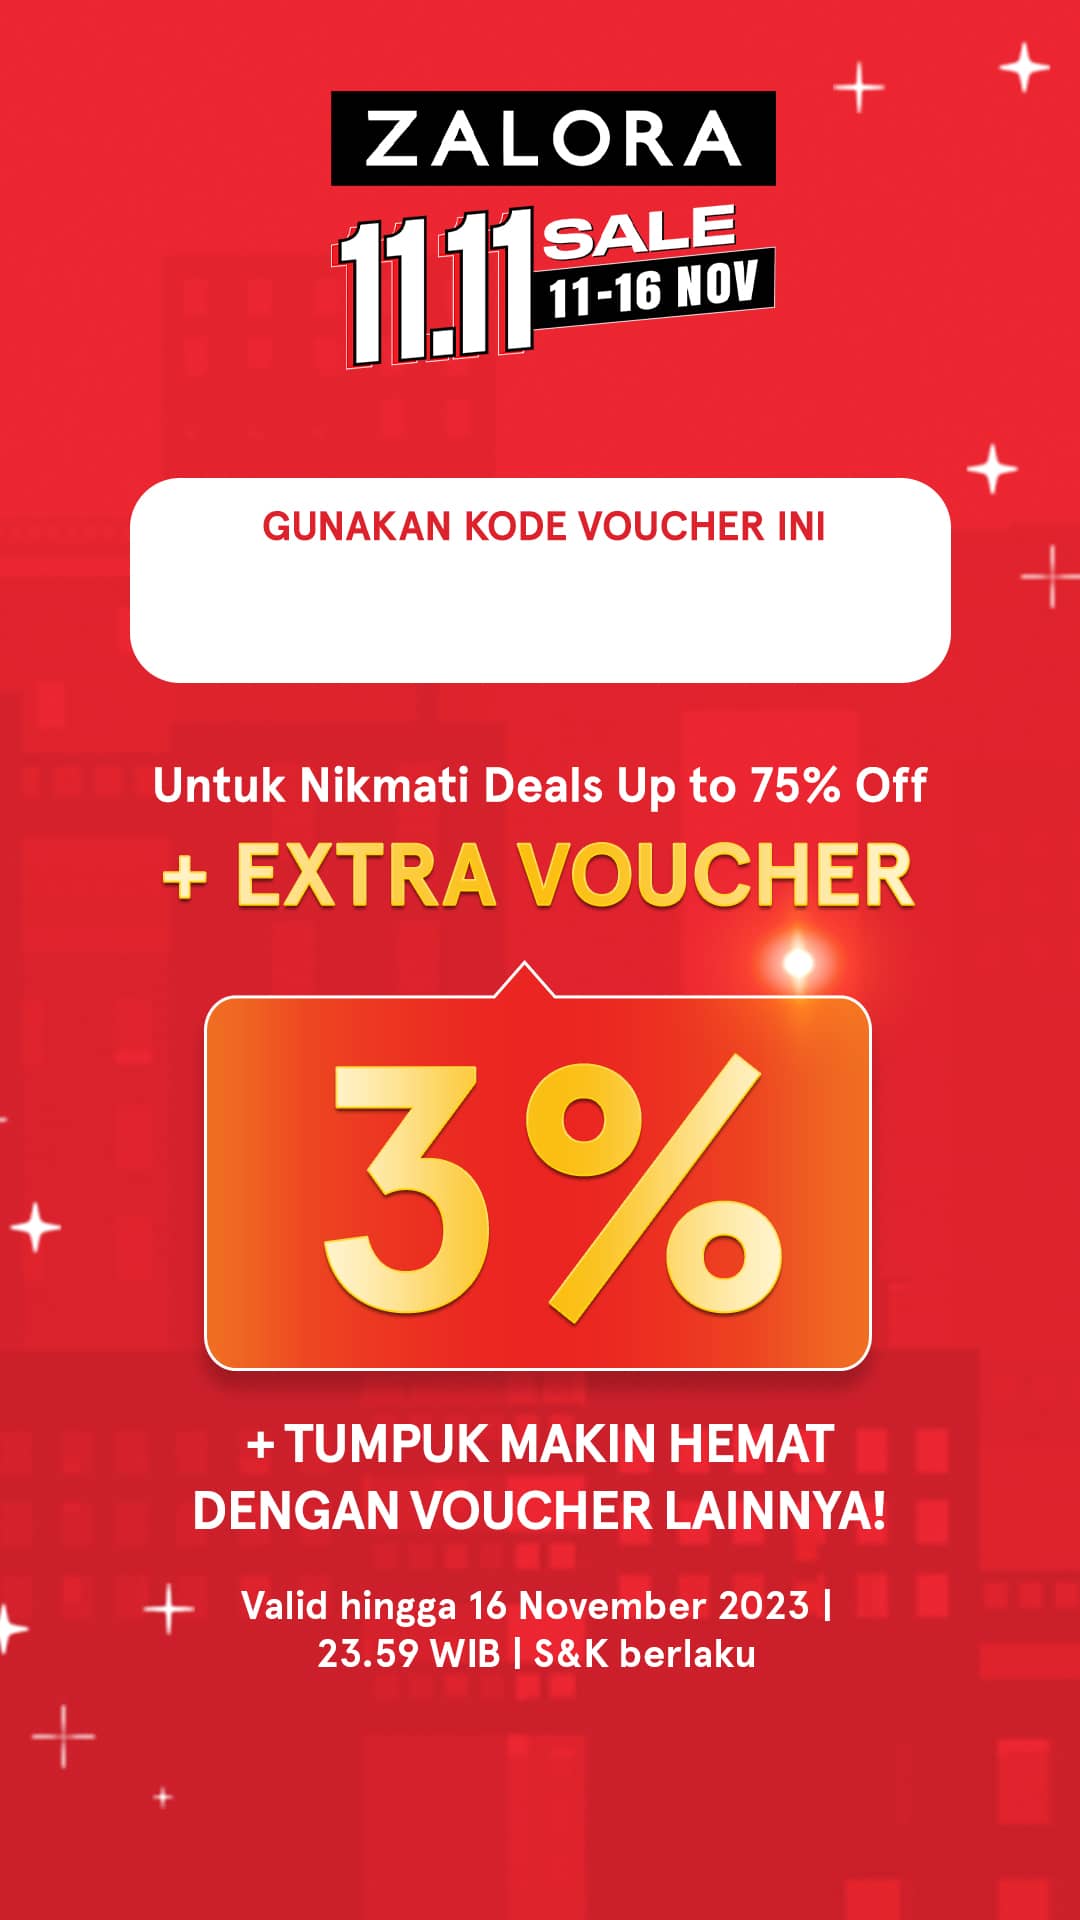 ZALORA
11.11 SALE
11-16 NOV
GUNAKAN KODE VOUCHER INI
Untuk Nikmati Deals Up to 75% Off
+ EXTRA VOUCHER
3%
+ TUMPUK MAKIN HEMAT
DENGAN VOUCHER LAINNYA!
Valid hingga 16 November 2023 |
23.59 WIB | S&K berlaku